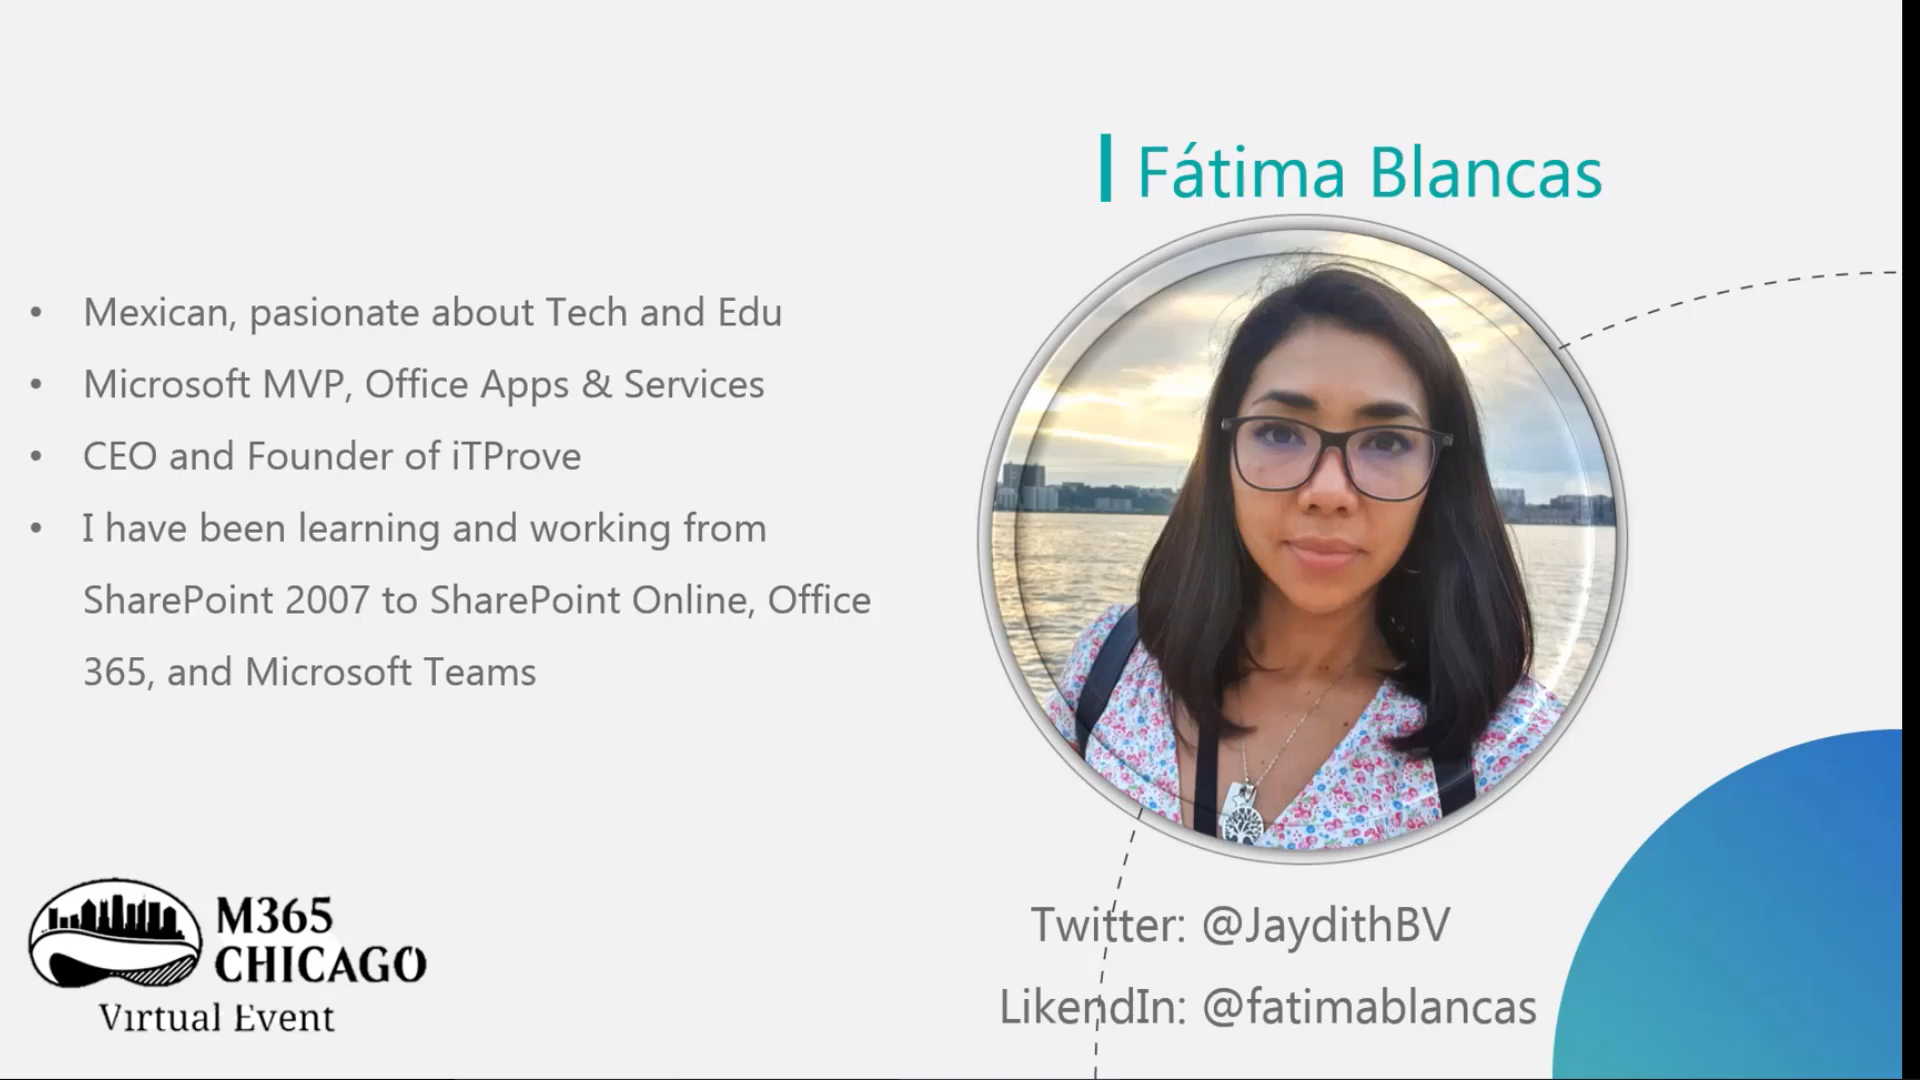 Fátima Blancas
• Mexican, pasionate about Tech and Edu
• Microsoft MVP, Office Apps & Services
• CEO and Founder of iTProve
• I have been learning and working from
SharePoint 2007 to SharePoint Online, Office
365, and Microsoft Teams
Twitter: @JaydithBV
LikendIn: @fatimablancas
M365
CHICAGO
Virtual Event